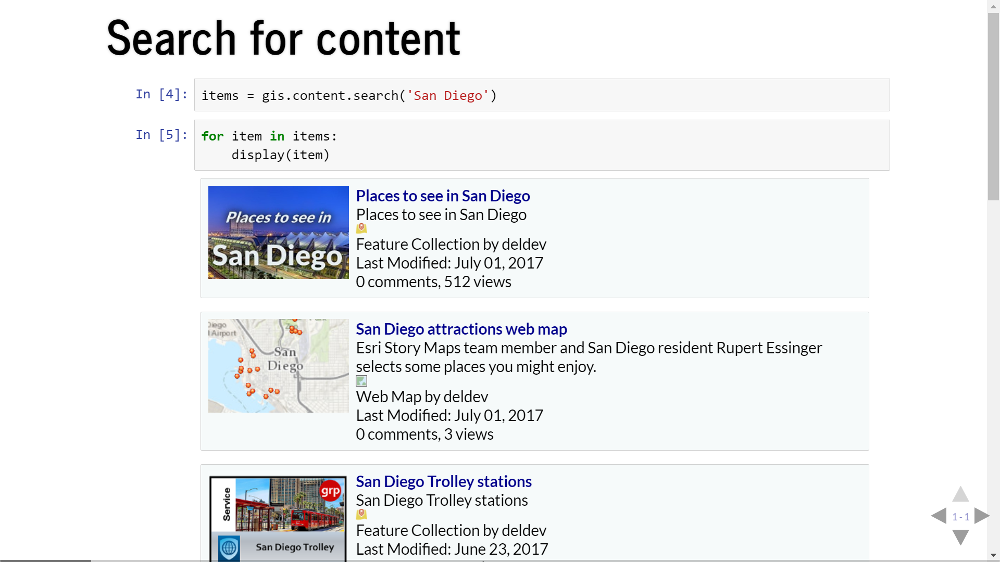 Search for content
In [4]: items = gis.content.search('San Diego')
In [5]: for item in items:
    display(item)
Places to see in
San Diego
Places to see in San Diego
Places to see in San Diego
Feature Collection by deldev
Last Modified: July 01, 2017
0 comments, 512 views
Diego
Airport
San
Diego
San Diego attractions web map
Esri Story Maps team member and San Diego resident Rupert Essinger
selects some places you might enjoy.
Web Map by deldev
Last Modified: July 01, 2017
0 comments, 3 views
Service
grp
San Diego Trolley
San Diego Trolley stations
San Diego Trolley stations
Feature Collection by deldev
Last Modified: June 23, 2017
1-1